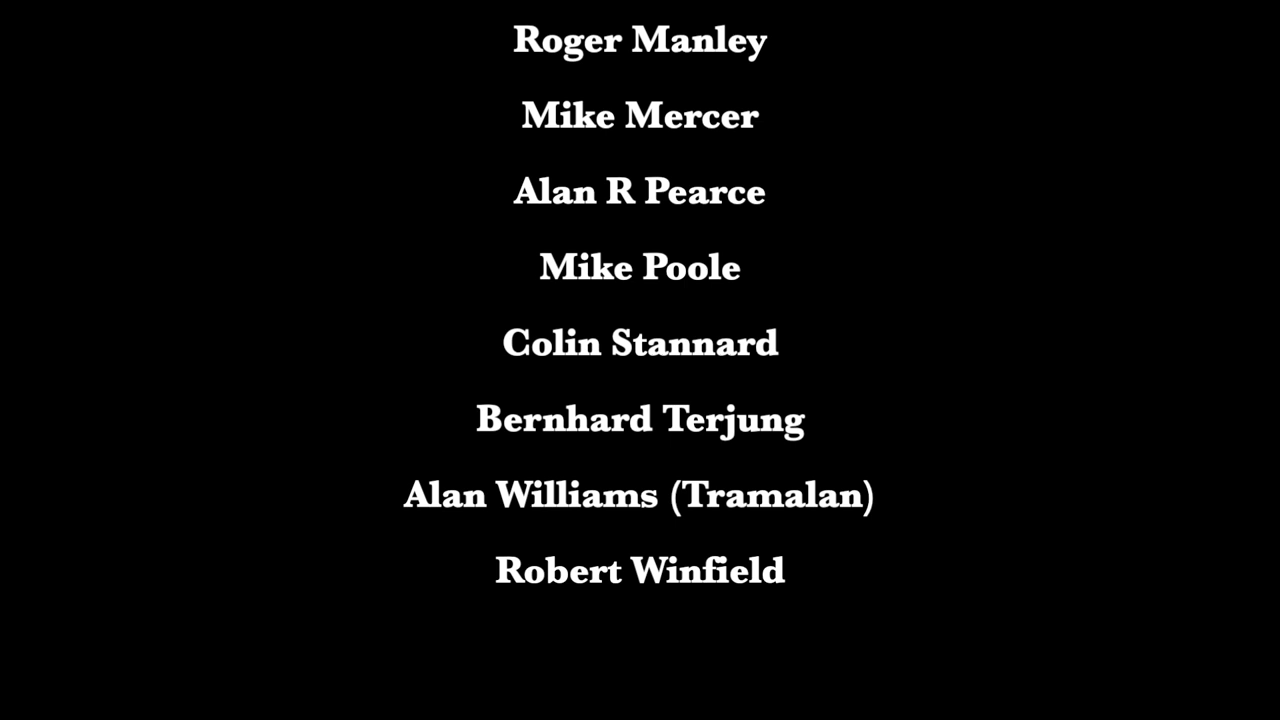 Roger Manley
Mike Mercer
Alan R Pearce
Mike Poole
Colin Stannard
Bernhard Terjung
Alan Williams (Tramalan)
Robert Winfield